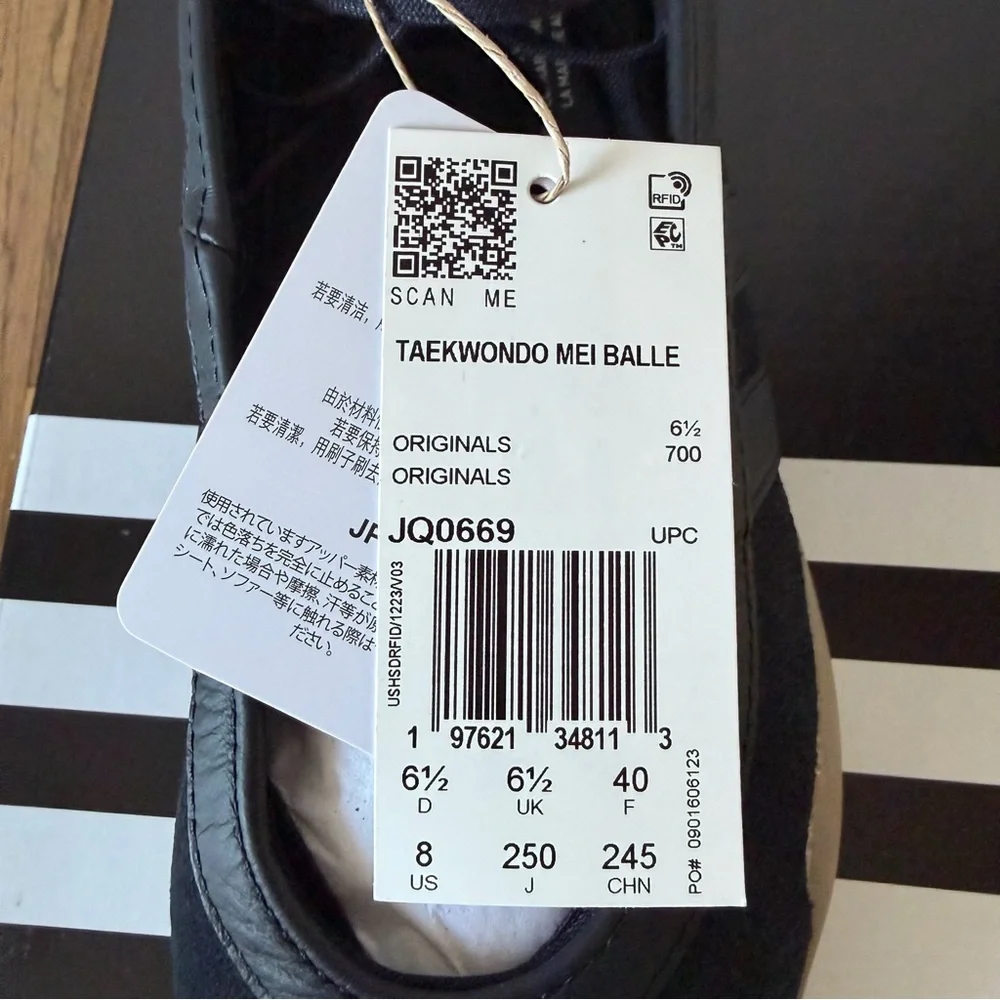 LA MAR
RFID
SCAN ME
TAEKWONDO MEI BALLE
6½
ORIGINALS 700
ORIGINALS
JQ0669 UPC
USHSDRFID/1223/V03
1 97621 34811 3
6½ 6½ 40
D UK F
8 250 245
US J CHN
PO# 0901606123
若要清洁,
由於材料
若要保持
若要清潔, 用刷子刷去
使用されていますアッパー素材
では色落ちを完全に止めるこ
に濡れた場合や摩擦、汗等が
シート、ソファー等に触れる際は
ださい。